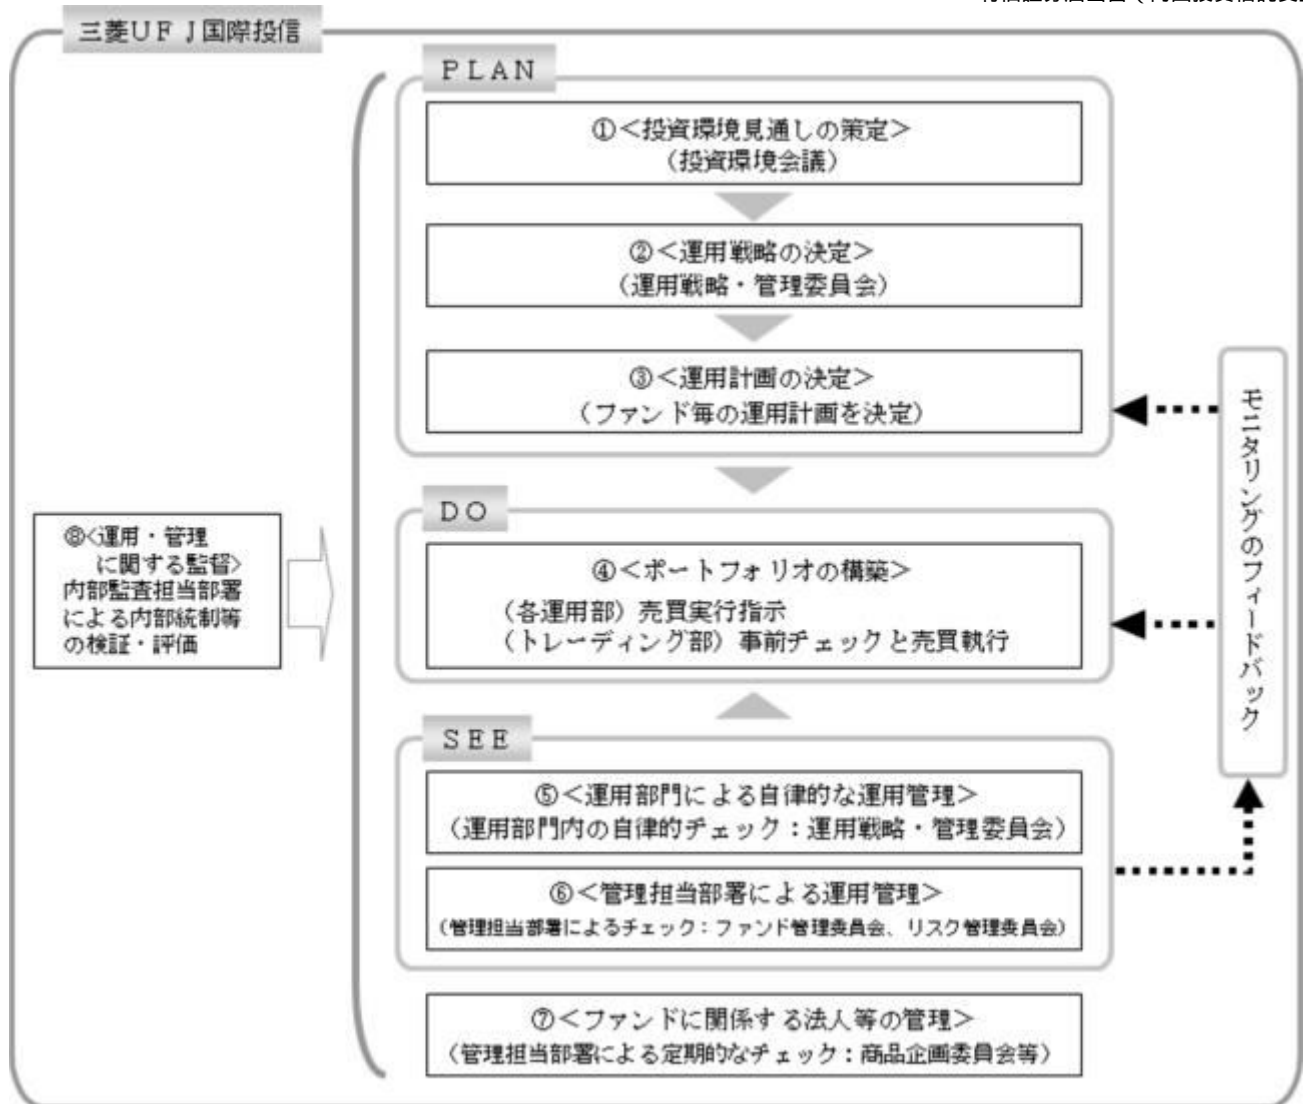 三菱UFJ国際投信
PLAN
①<投資環境見通しの策定>
（投資環境会議）
②<運用戦略の決定>
（運用戦略・管理委員会）
③<運用計画の決定>
（ファンド毎の運用計画を決定）
DO
④<ポートフォリオの構築>
（各運用部）売買実行指示
（トレーディング部）事前チェックと売買執行
SEE
⑤<運用部門による自律的な運用管理>
（運用部門内の自律的チェック：運用戦略・管理委員会）
⑥<管理担当部署による運用管理>
（管理担当部署によるチェック：ファンド管理委員会、リスク管理委員会）
⑦<ファンドに関係する法人等の管理>
（管理担当部署による定期的なチェック：商品企画委員会等）
⑧<運用・管理
に関する監督>
内部監査担当部署
による内部統制等
の検証・評価
モニタリングのフィードバック